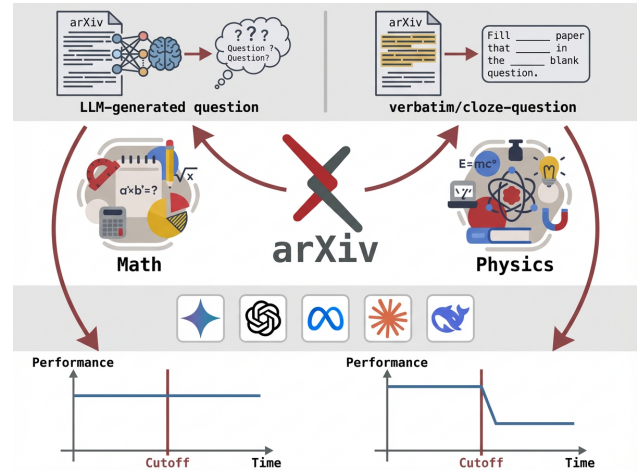 arXiv
? ? ?
Question ?
Question?
LLM-generated question
arXiv
Fill ______ paper
that ______ in
the ______ blank
question.
verbatim/cloze-question
a×b²=?
√x
Math
arXiv
E=mc²
Physics
Performance
Cutoff
Time
Performance
Cutoff
Time